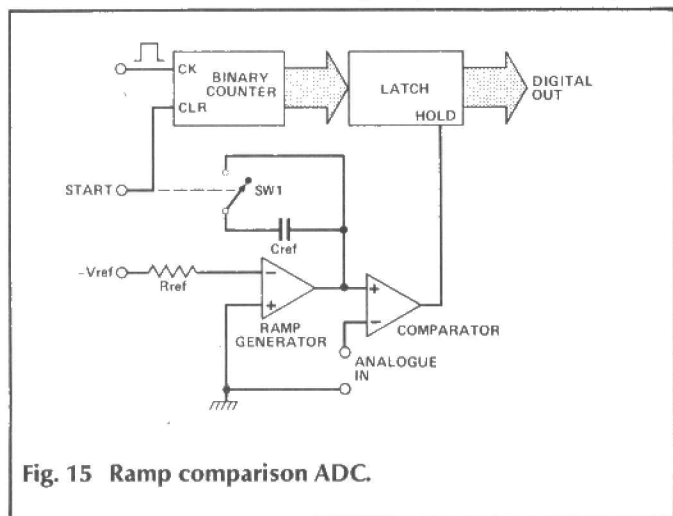 CK
BINARY
COUNTER
CLR
LATCH
HOLD
DIGITAL
OUT
START
SW1
Cref
-Vref
Rref
-
+
RAMP
GENERATOR
+
-
COMPARATOR
ANALOGUE
IN
Fig. 15 Ramp comparison ADC.